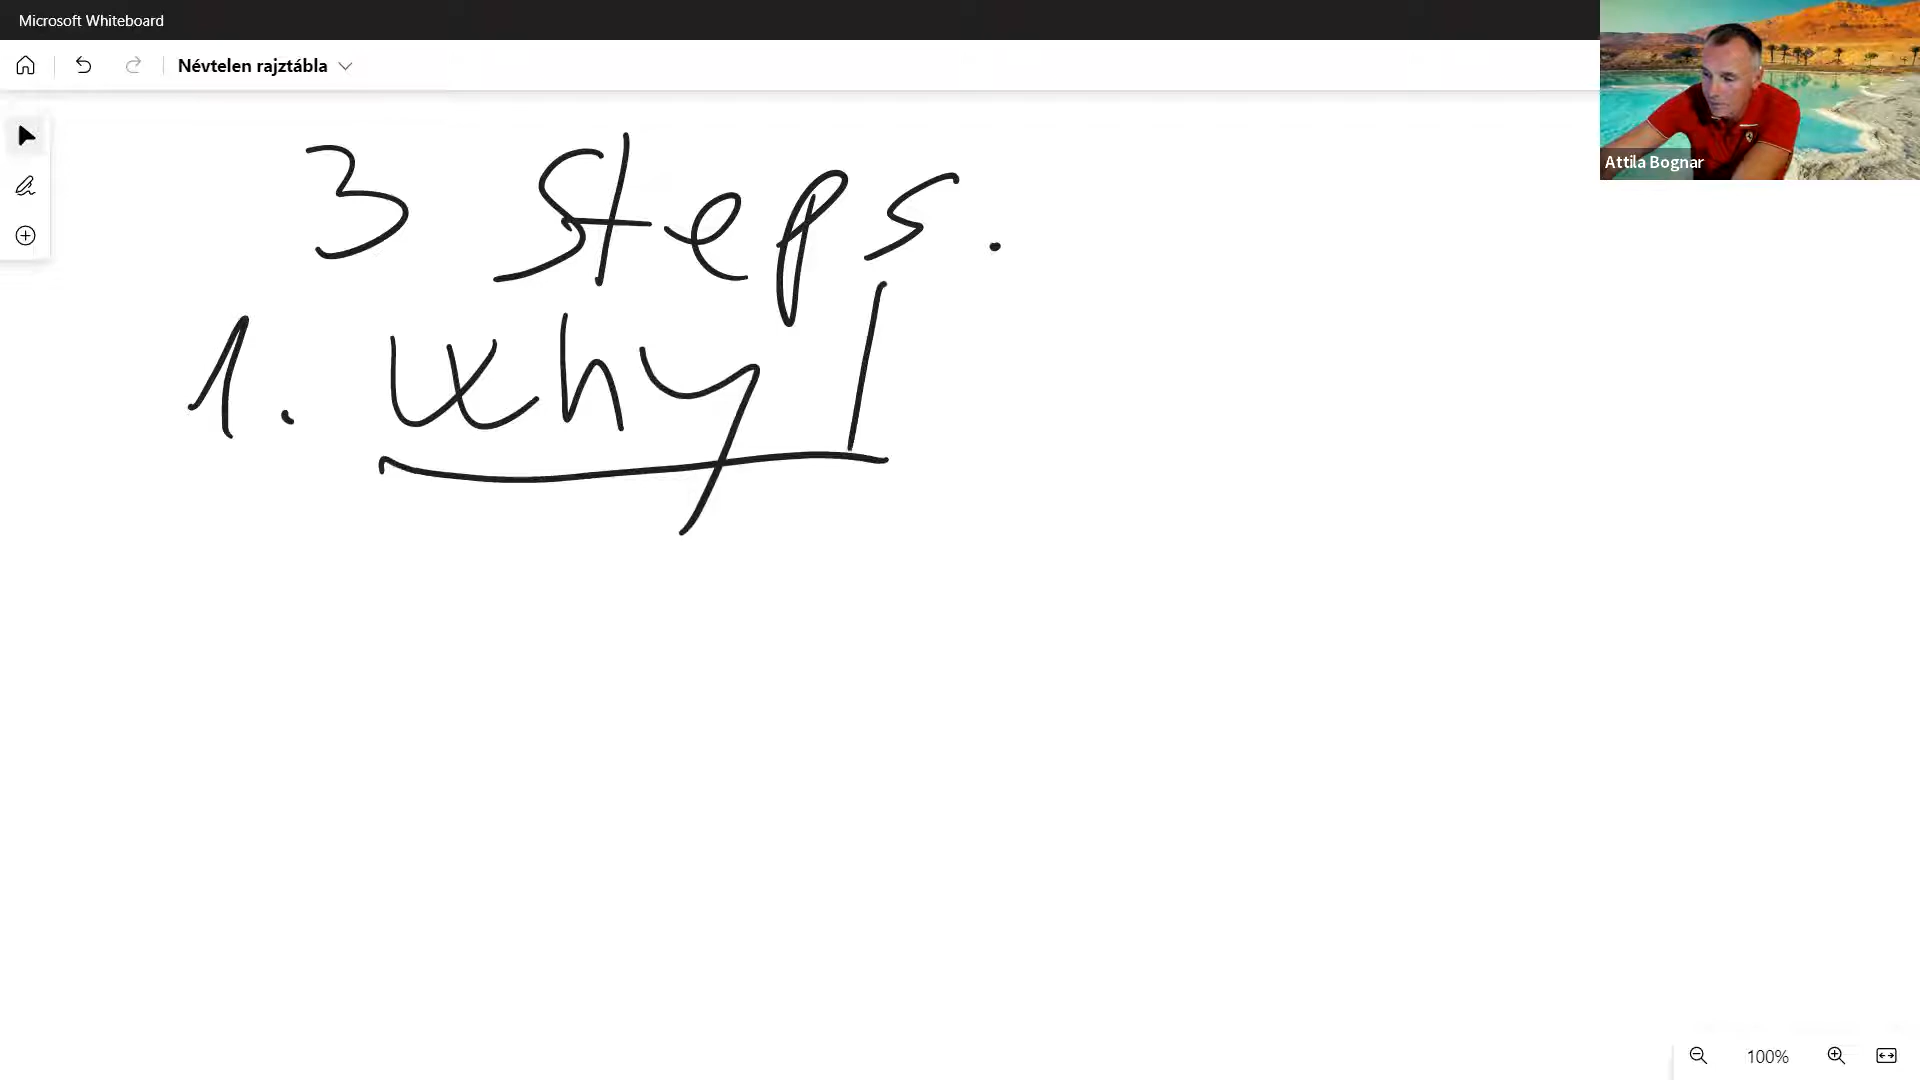 Microsoft Whiteboard
Névtelen rajztábla
Attila Bognar
3 steps.
1. Why!
100%